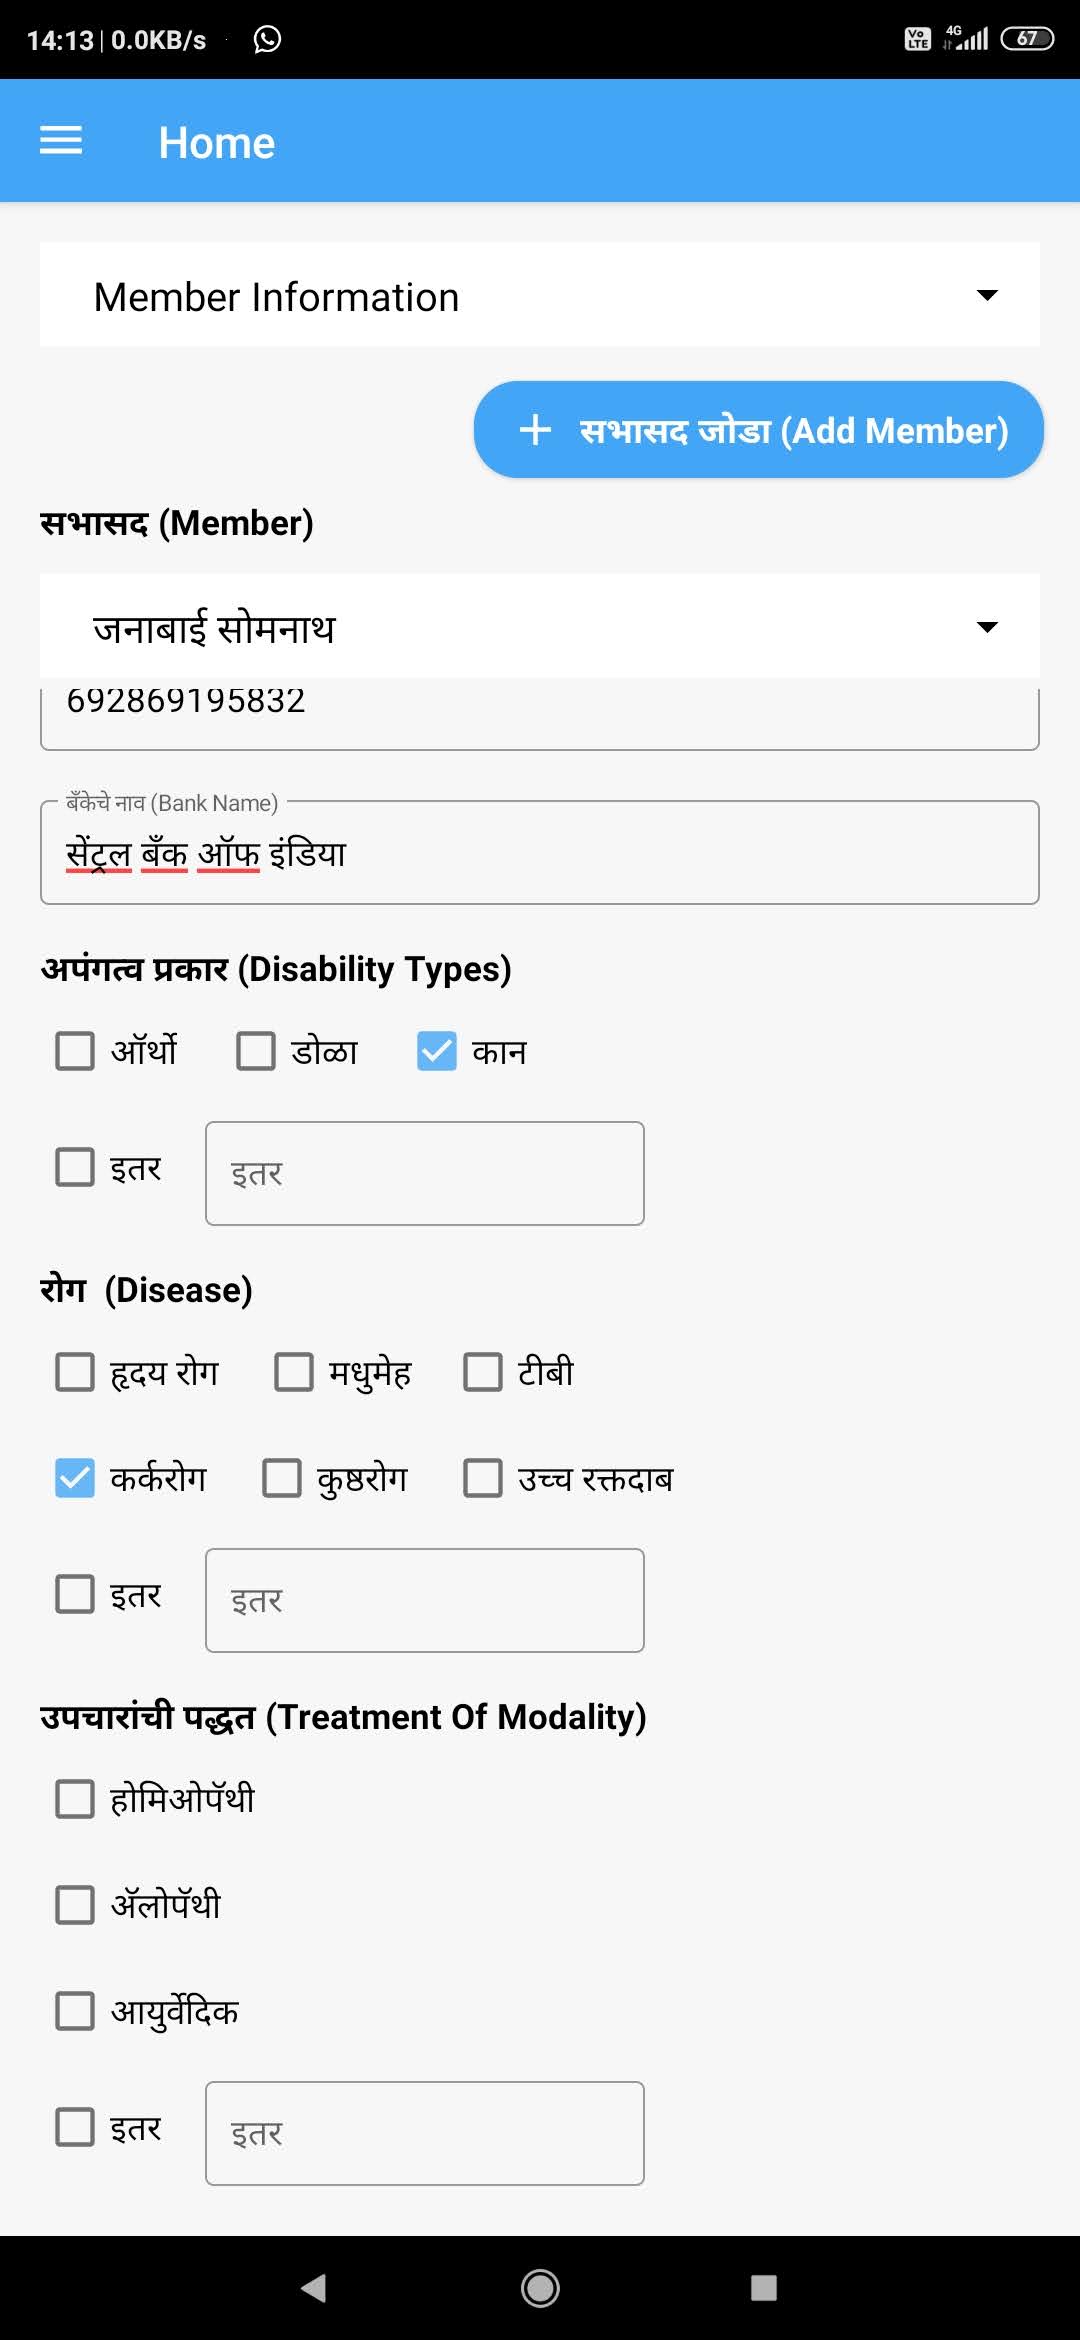 14:13 | 0.0KB/s
Vo LTE 4G 67
Home
Member Information
+ सभासद जोडा (Add Member)
सभासद (Member)
जनाबाई सोमनाथ
692869195832
बँकेचे नाव (Bank Name)
सेंट्रल बँक ऑफ इंडिया
अपंगत्व प्रकार (Disability Types)
ऑर्थो डोळा कान
इतर इतर
रोग (Disease)
हृदय रोग मधुमेह टीबी
कर्करोग कुष्ठरोग उच्च रक्तदाब
इतर इतर
उपचारांची पद्धत (Treatment Of Modality)
होमिओपॅथी
अ‍ॅलोपॅथी
आयुर्वेदिक
इतर इतर